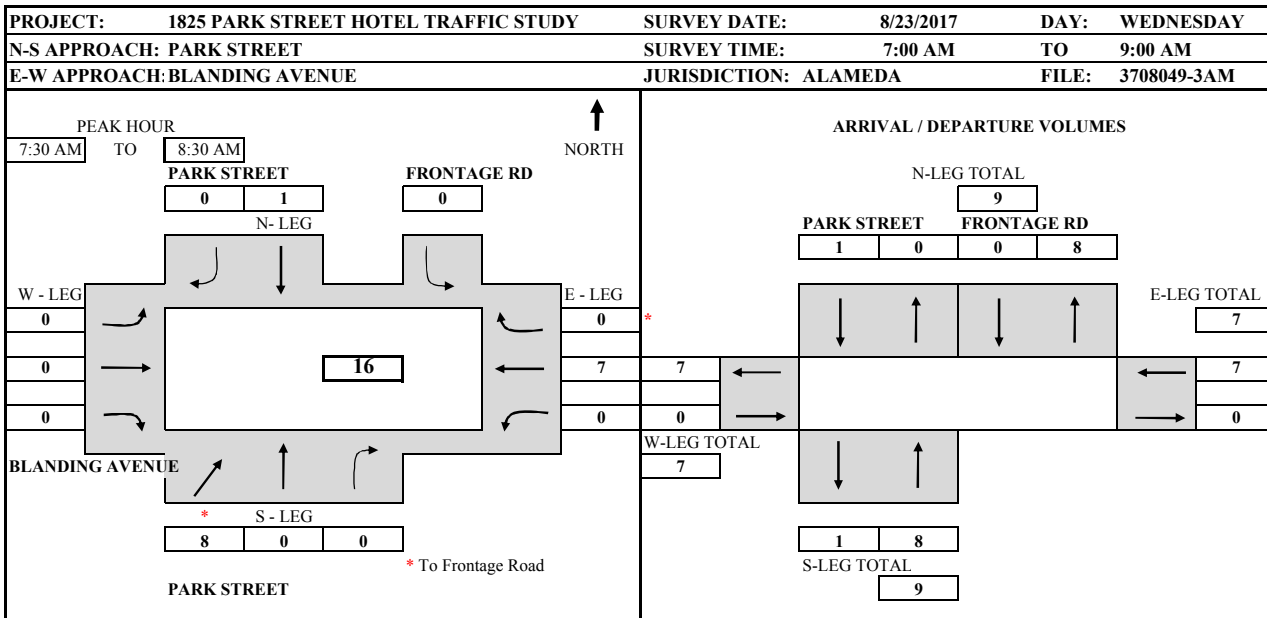 PROJECT: 1825 PARK STREET HOTEL TRAFFIC STUDY SURVEY DATE: 8/23/2017 DAY: WEDNESDAY
N-S APPROACH: PARK STREET SURVEY TIME: 7:00 AM TO 9:00 AM
E-W APPROACH: BLANDING AVENUE JURISDICTION: ALAMEDA FILE: 3708049-3AM
PEAK HOUR
7:30 AM TO 8:30 AM
NORTH
PARK STREET FRONTAGE RD
0 1 0
N- LEG
W - LEG E - LEG
0 0 *
0 16 7
0 0
BLANDING AVENUE
* S - LEG
8 0 0
* To Frontage Road
PARK STREET
ARRIVAL / DEPARTURE VOLUMES
N-LEG TOTAL
9
PARK STREET FRONTAGE RD
1 0 0 8
E-LEG TOTAL
7
7 7
0 0
W-LEG TOTAL
7
1 8
S-LEG TOTAL
9